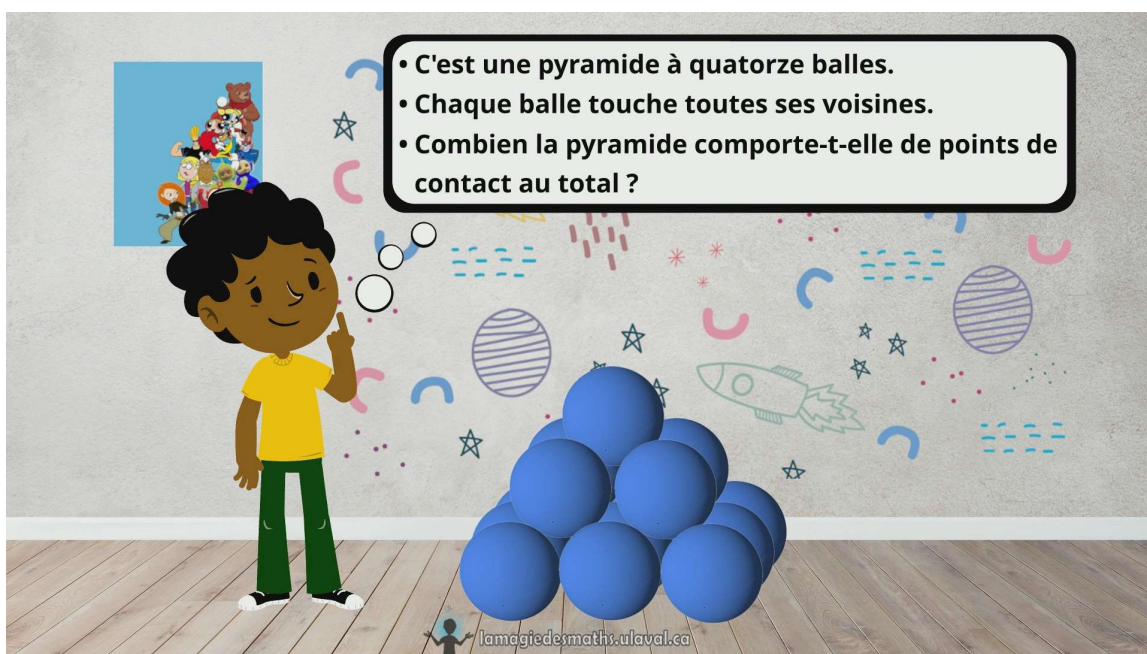 • C'est une pyramide à quatorze balles.
• Chaque balle touche toutes ses voisines.
• Combien la pyramide comporte-t-elle de points de
contact au total ?
lamagiedesmaths.ulaval.ca